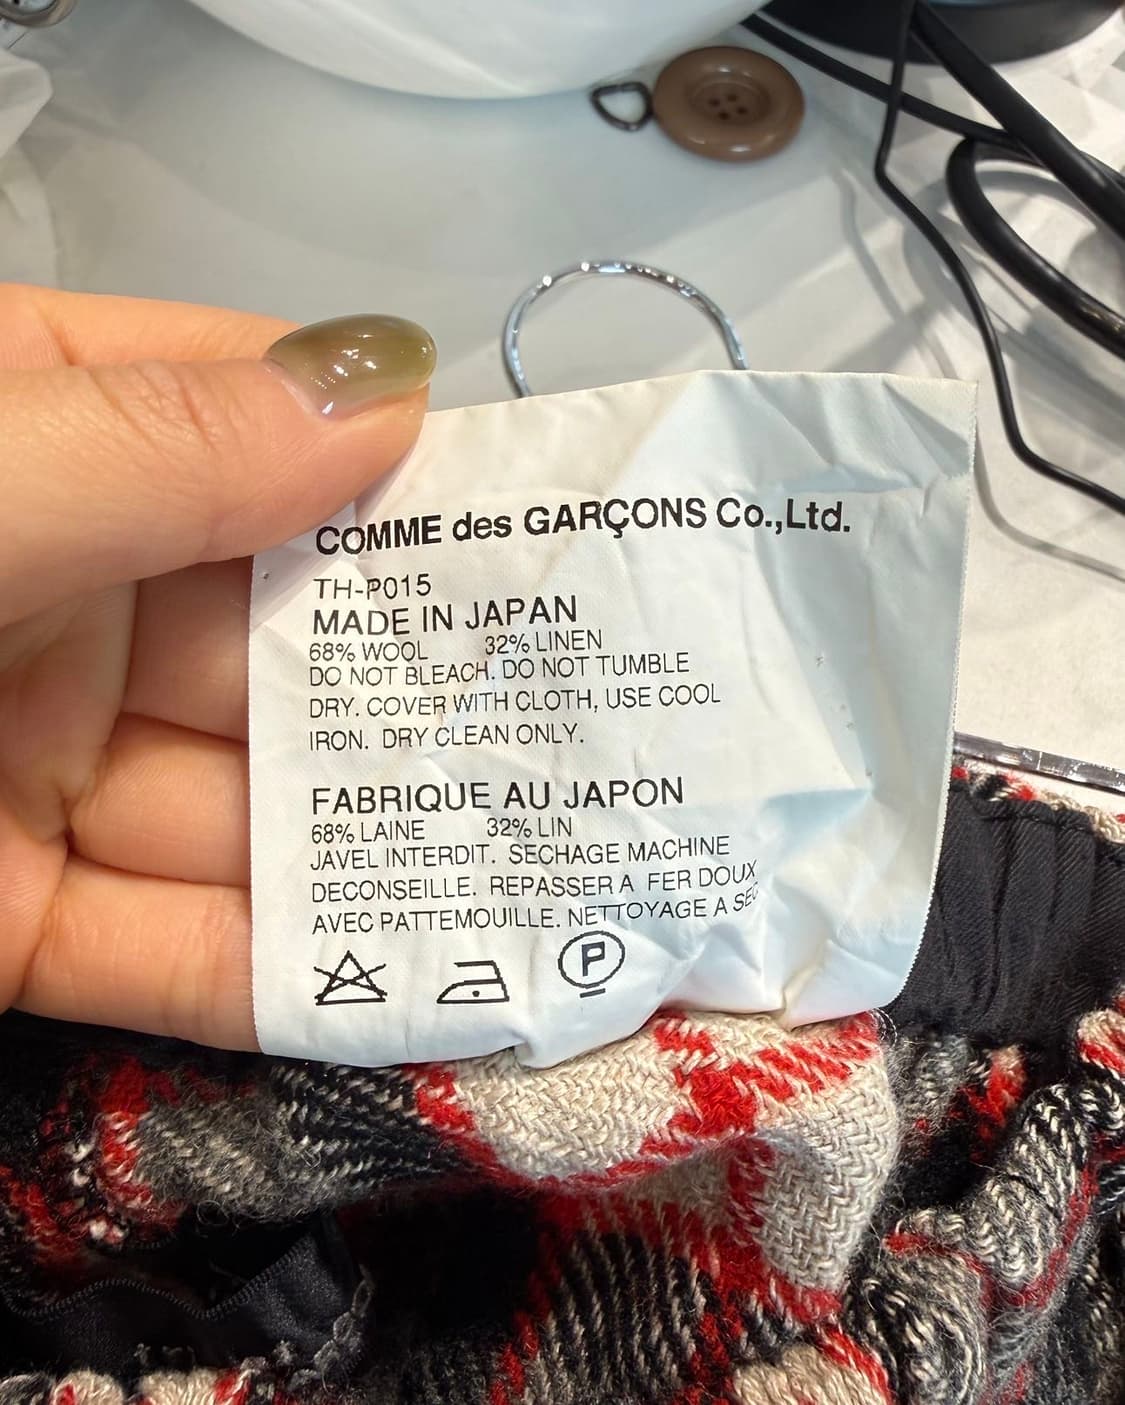 COMME des GARÇONS Co.,Ltd.
TH-P015
MADE IN JAPAN
68% WOOL 32% LINEN
DO NOT BLEACH. DO NOT TUMBLE
DRY. COVER WITH CLOTH, USE COOL
IRON. DRY CLEAN ONLY.
FABRIQUE AU JAPON
68% LAINE 32% LIN
JAVEL INTERDIT. SECHAGE MACHINE
DECONSEILLE. REPASSER A FER DOUX
AVEC PATTEMOUILLE. NETTOYAGE A SEC
P